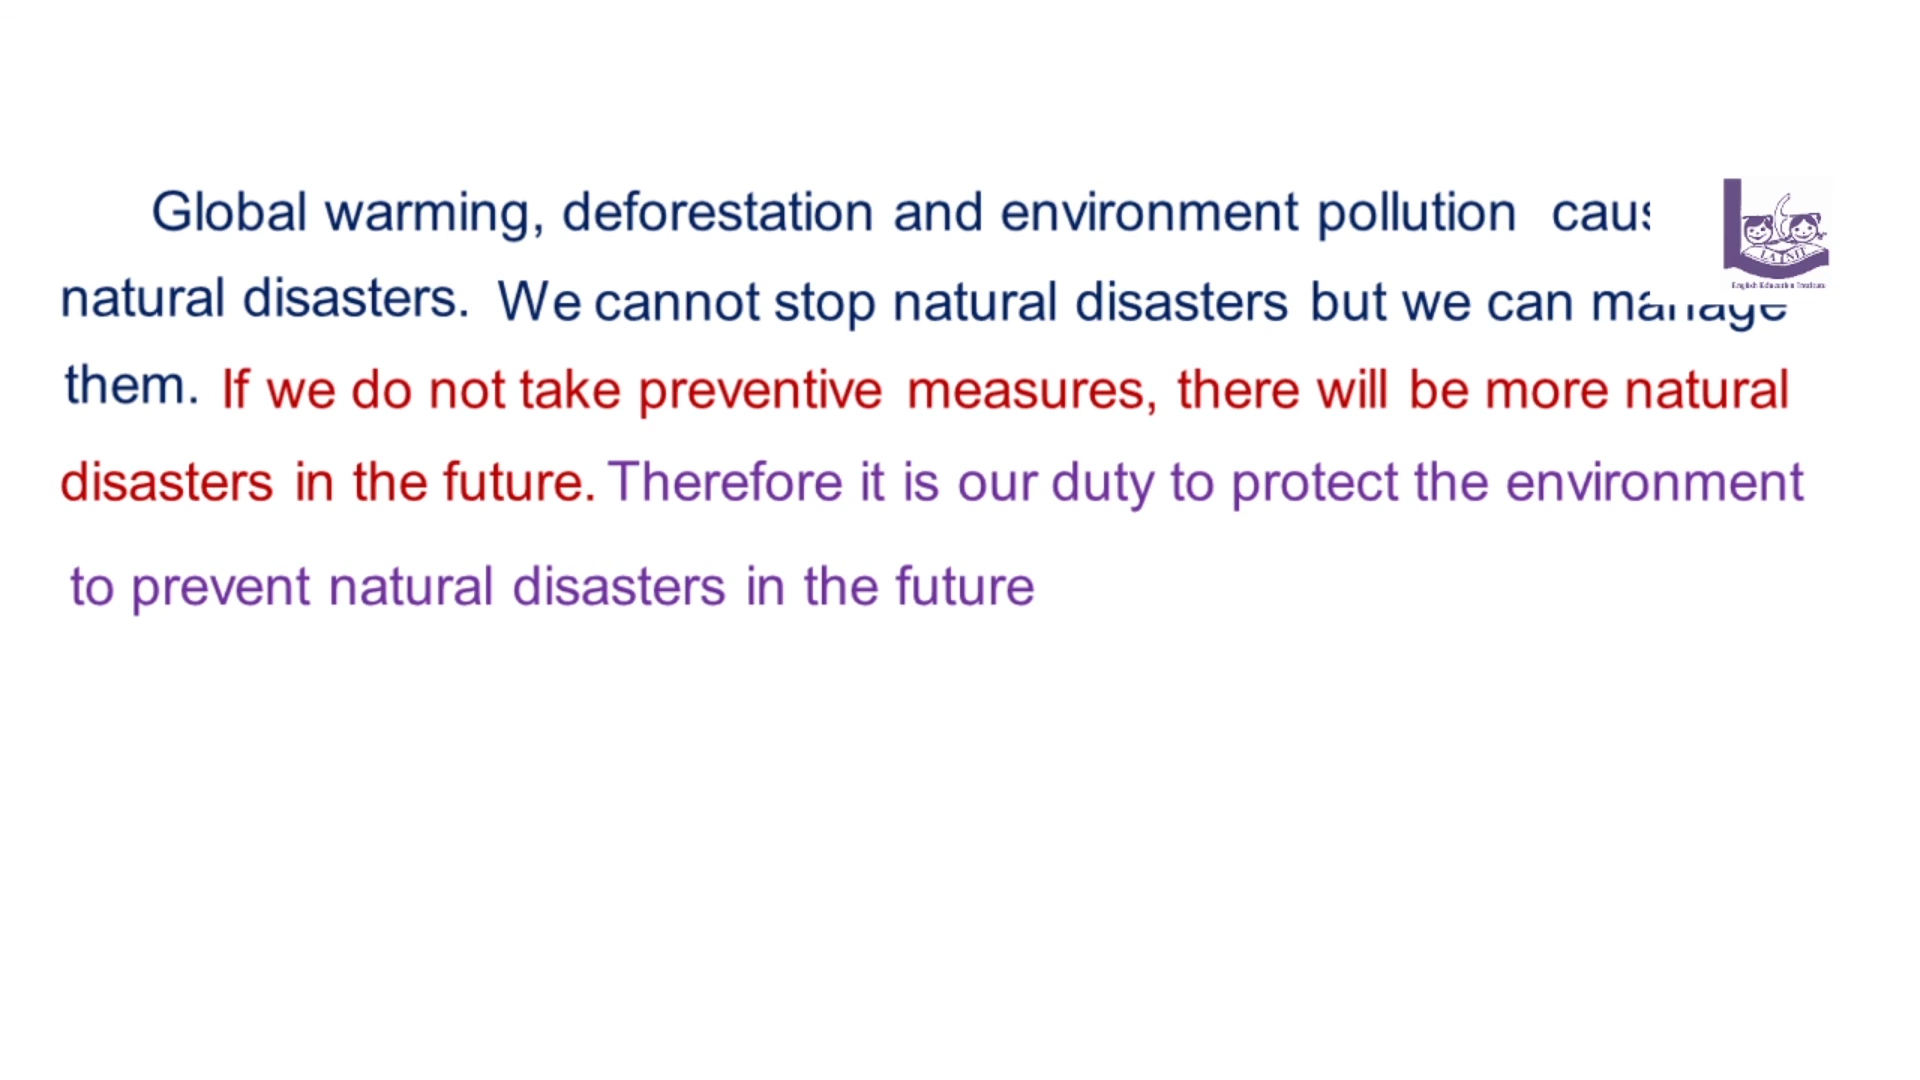 Global warming, deforestation and environment pollution
natural disasters. We cannot stop natural disasters but we can manage
them. If we do not take preventive measures, there will be more natural
disasters in the future. Therefore it is our duty to protect the environment
to prevent natural disasters in the future